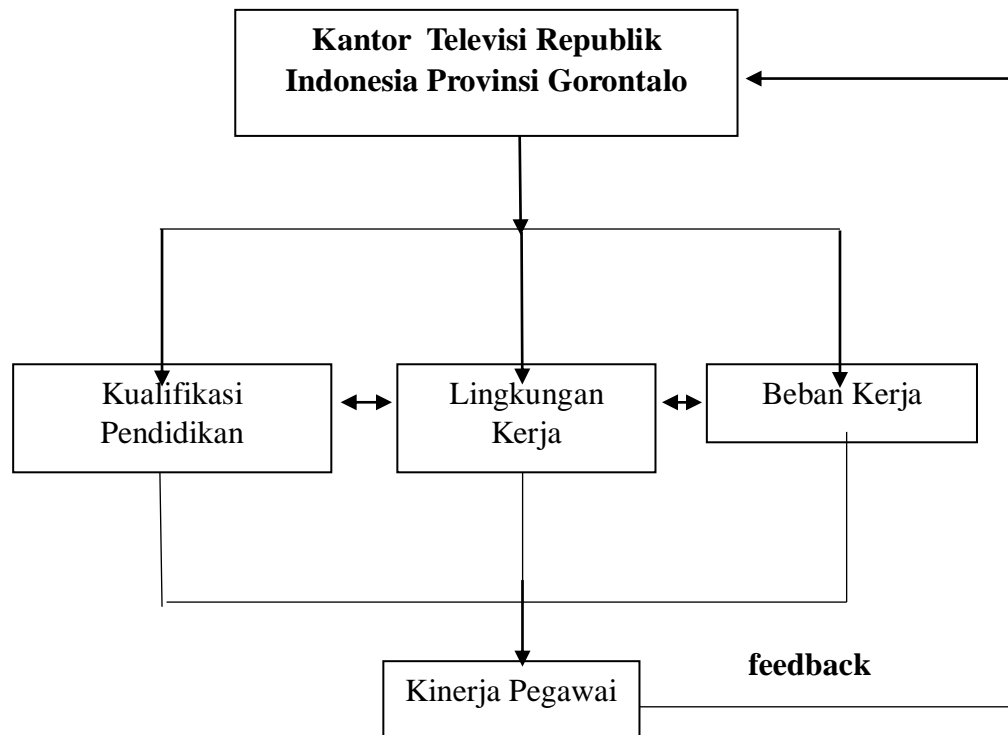 Kantor Televisi Republik
Indonesia Provinsi Gorontalo
Kualifikasi
Pendidikan
Lingkungan
Kerja
Beban Kerja
feedback
Kinerja Pegawai